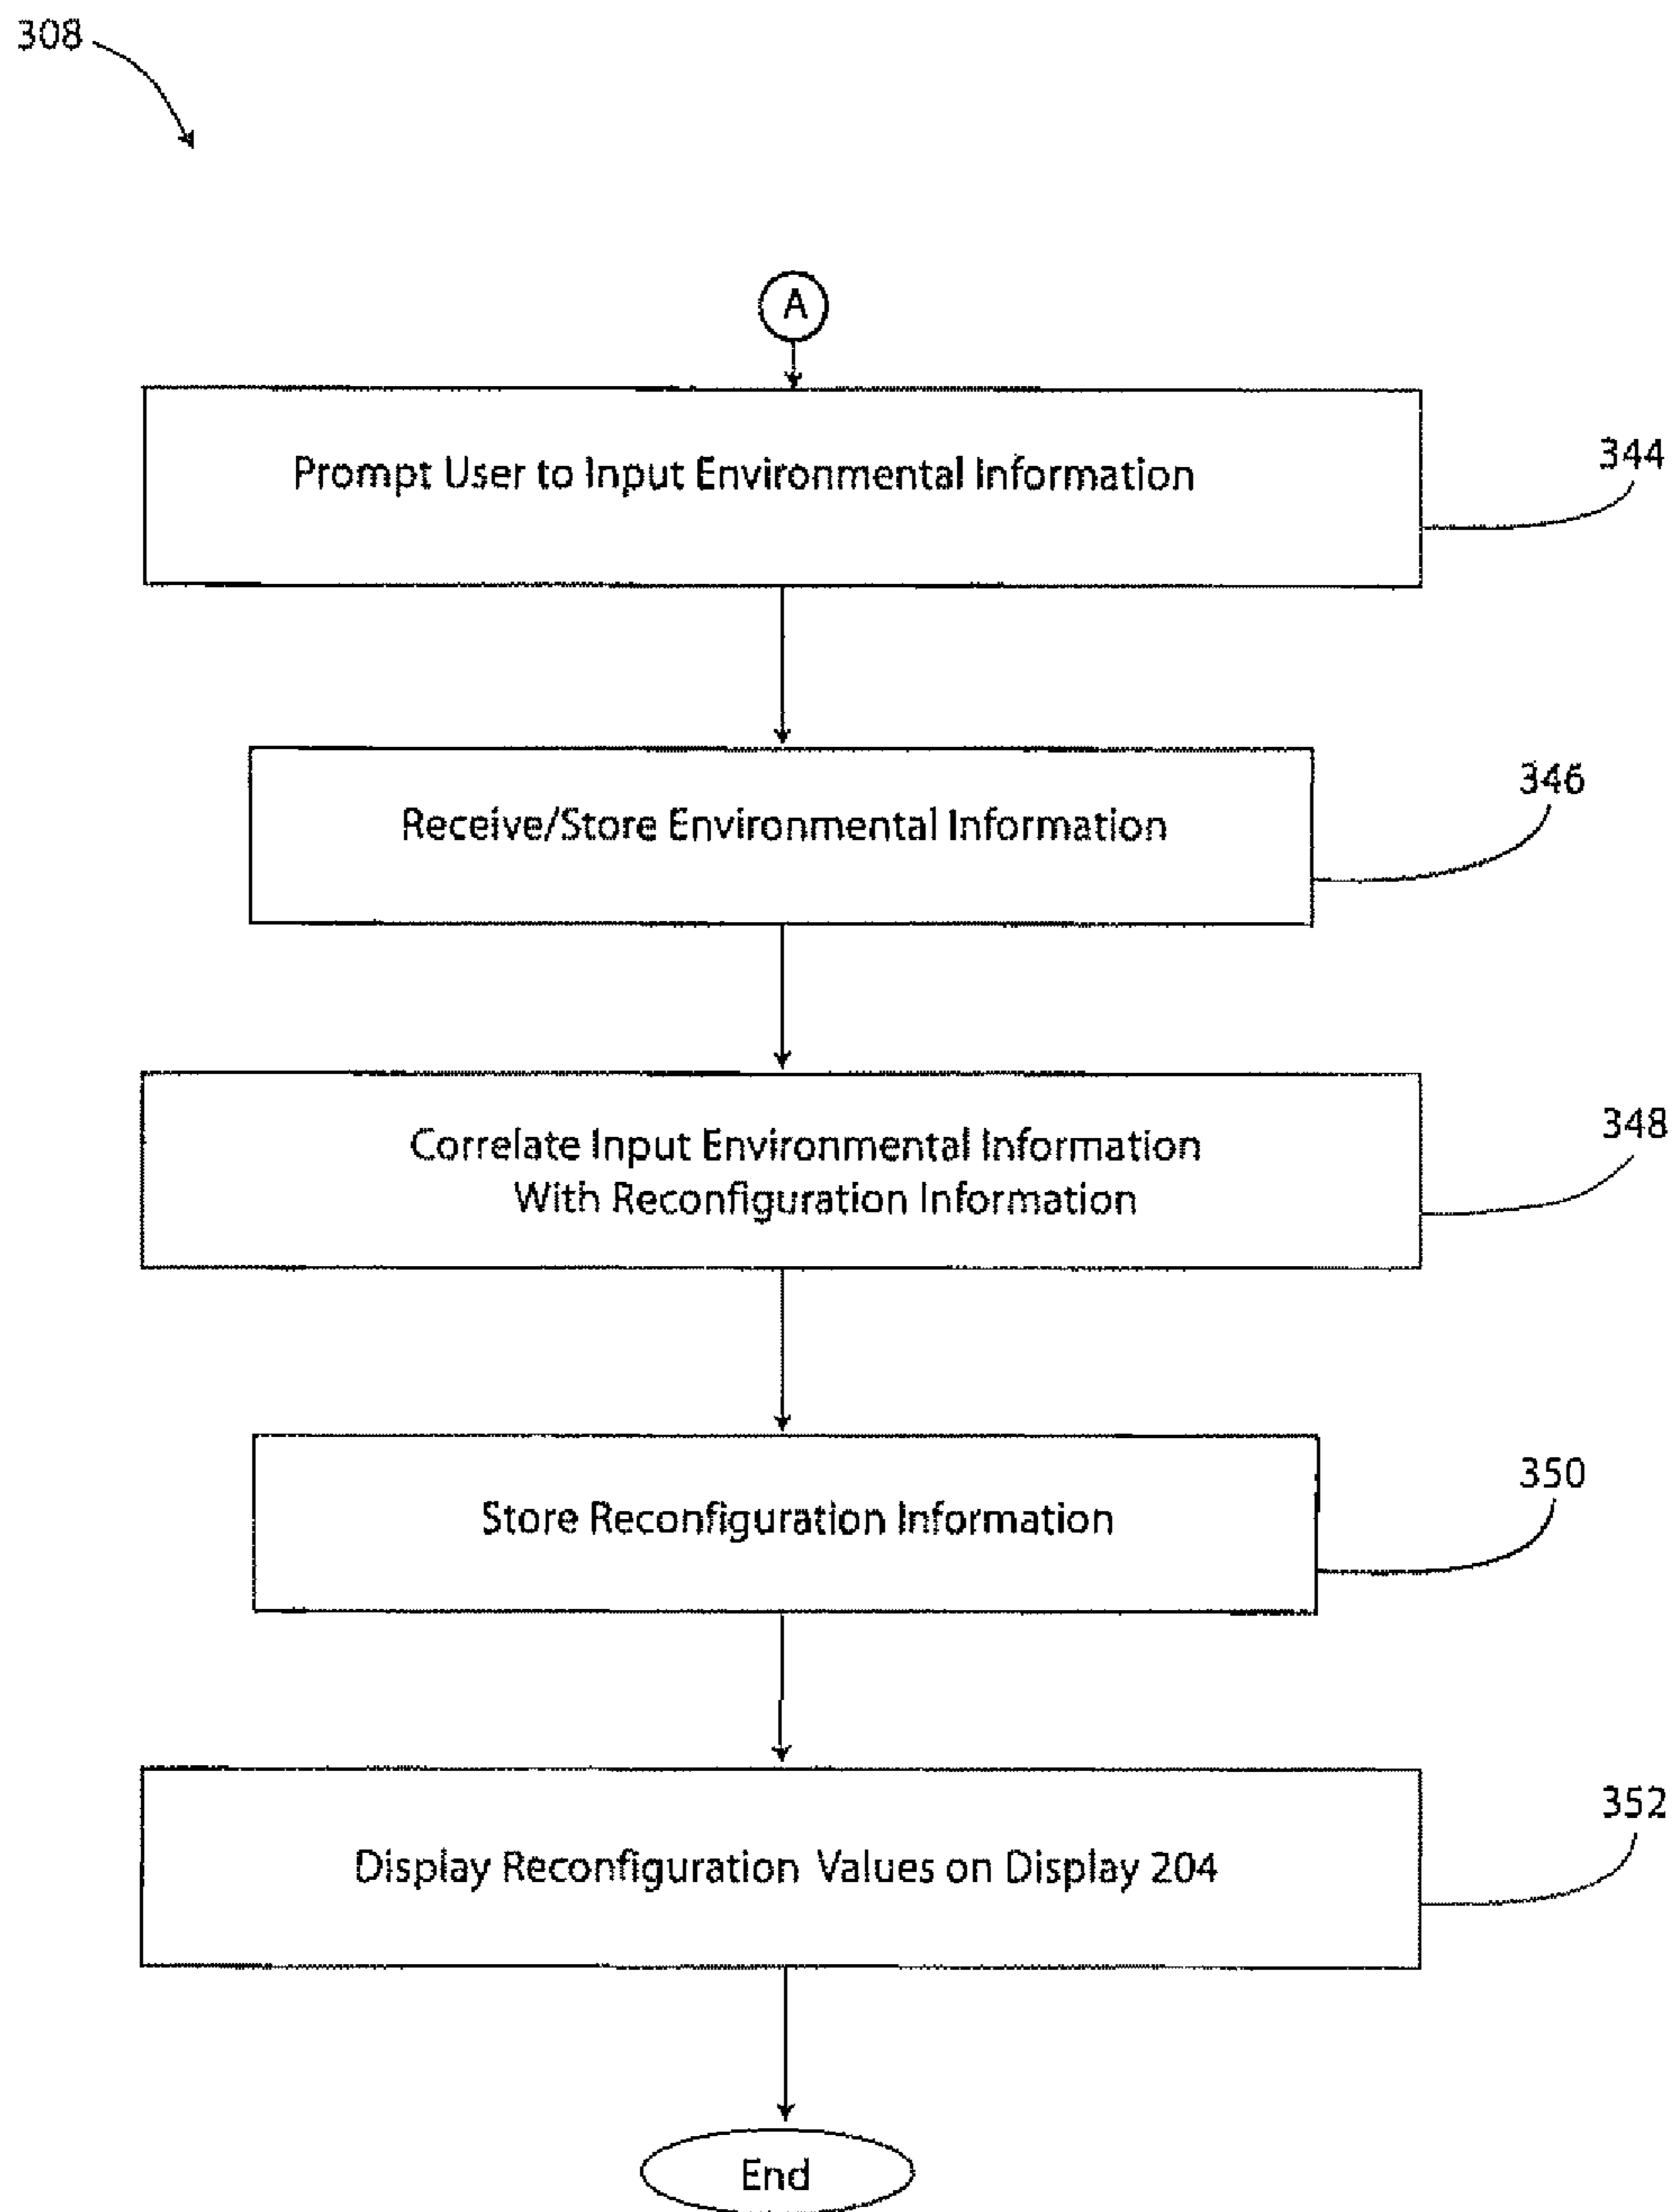 308
A
Prompt User to Input Environmental Information
344
Receive/Store Environmental Information
346
Correlate Input Environmental Information
With Reconfiguration Information
348
Store Reconfiguration Information
350
Display Reconfiguration Values on Display 204
352
End